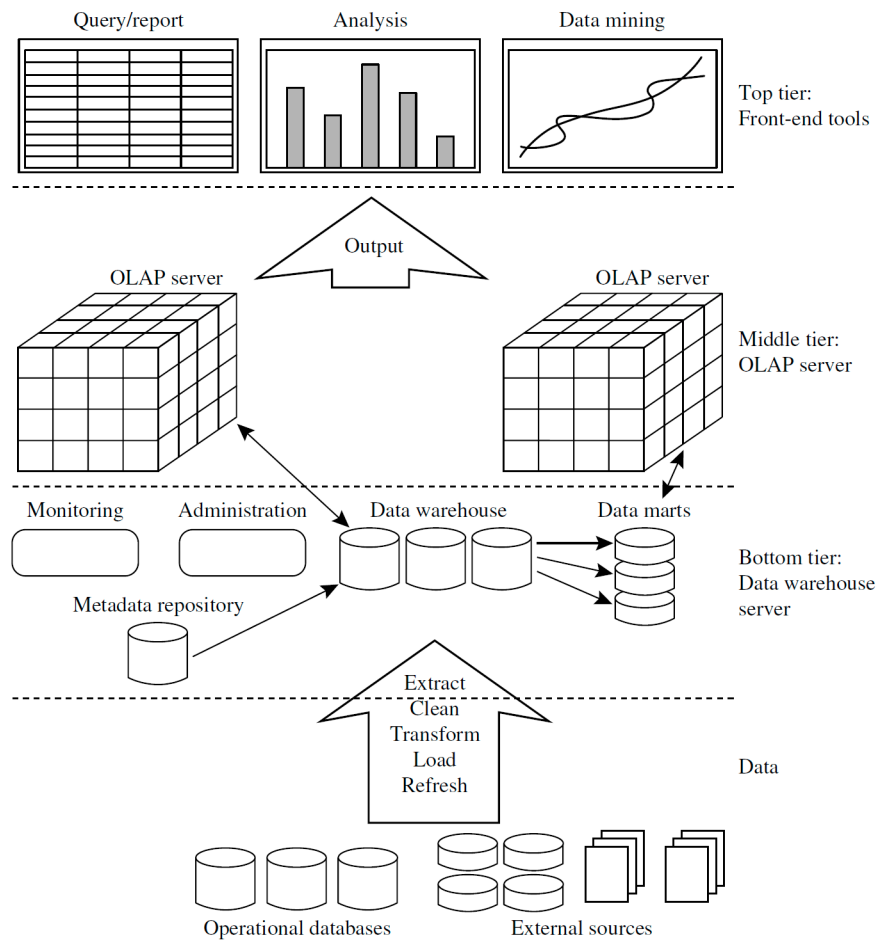 Query/report
Analysis
Data mining
Top tier:
Front-end tools
Output
OLAP server
OLAP server
Middle tier:
OLAP server
Monitoring
Administration
Data warehouse
Data marts
Bottom tier:
Data warehouse
server
Metadata repository
Extract
Clean
Transform
Load
Refresh
Data
Operational databases
External sources